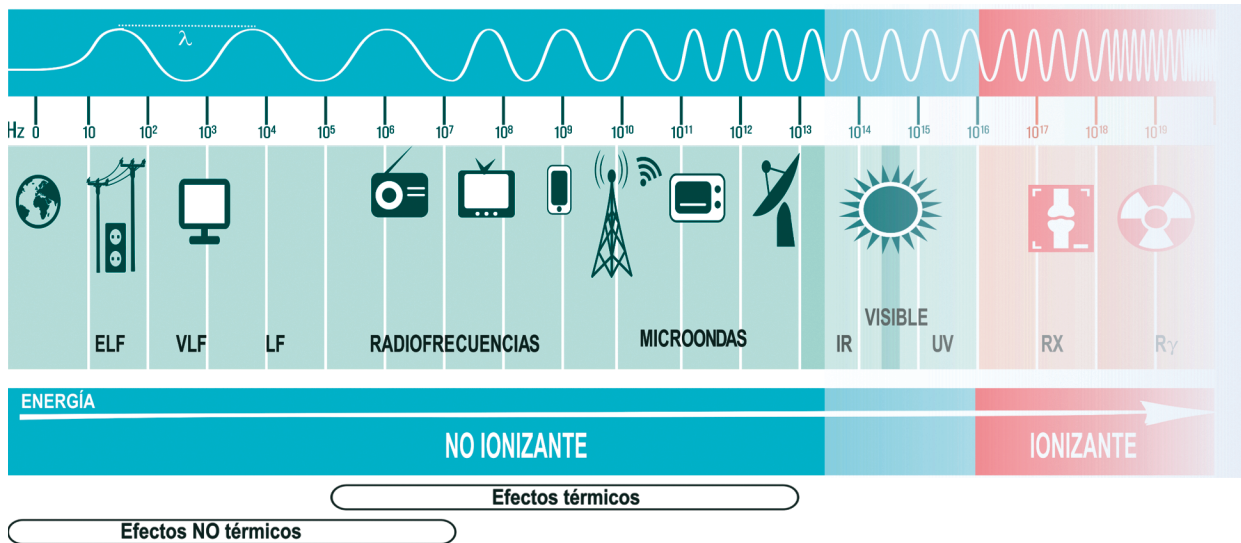 λ
Hz 0 10 10² 10³ 10⁴ 10⁵ 10⁶ 10⁷ 10⁸ 10⁹ 10¹⁰ 10¹¹ 10¹² 10¹³ 10¹⁴ 10¹⁵ 10¹⁶ 10¹⁷ 10¹⁸ 10¹⁹
VISIBLE
ELF VLF LF RADIOFRECUENCIAS MICROONDAS IR UV RX Rγ
ENERGÍA
NO IONIZANTE IONIZANTE
Efectos térmicos
Efectos NO térmicos